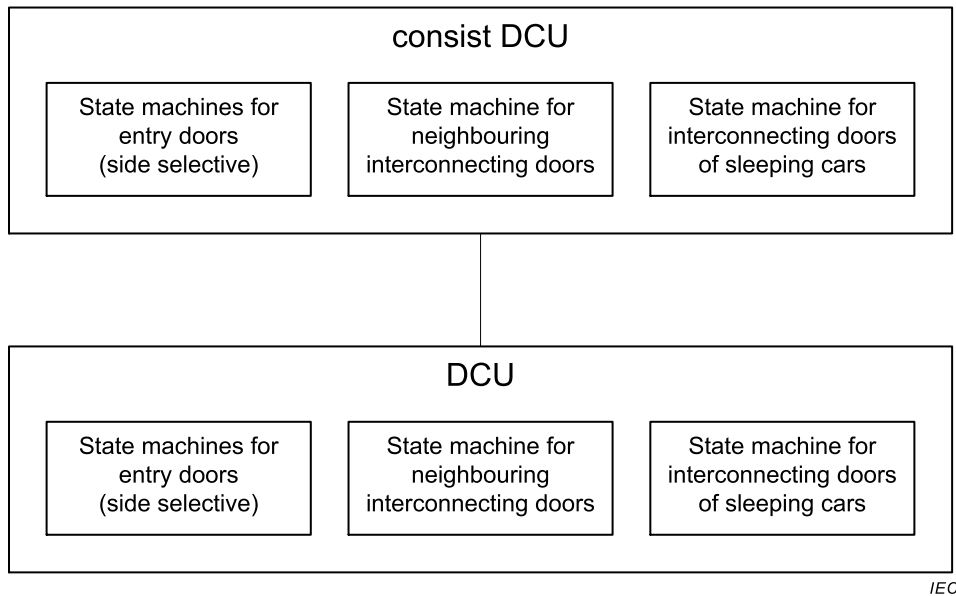 consist DCU
State machines for
entry doors
(side selective)
State machine for
neighbouring
interconnecting doors
State machine for
interconnecting doors
of sleeping cars
DCU
State machines for
entry doors
(side selective)
State machine for
neighbouring
interconnecting doors
State machine for
interconnecting doors
of sleeping cars
IEC